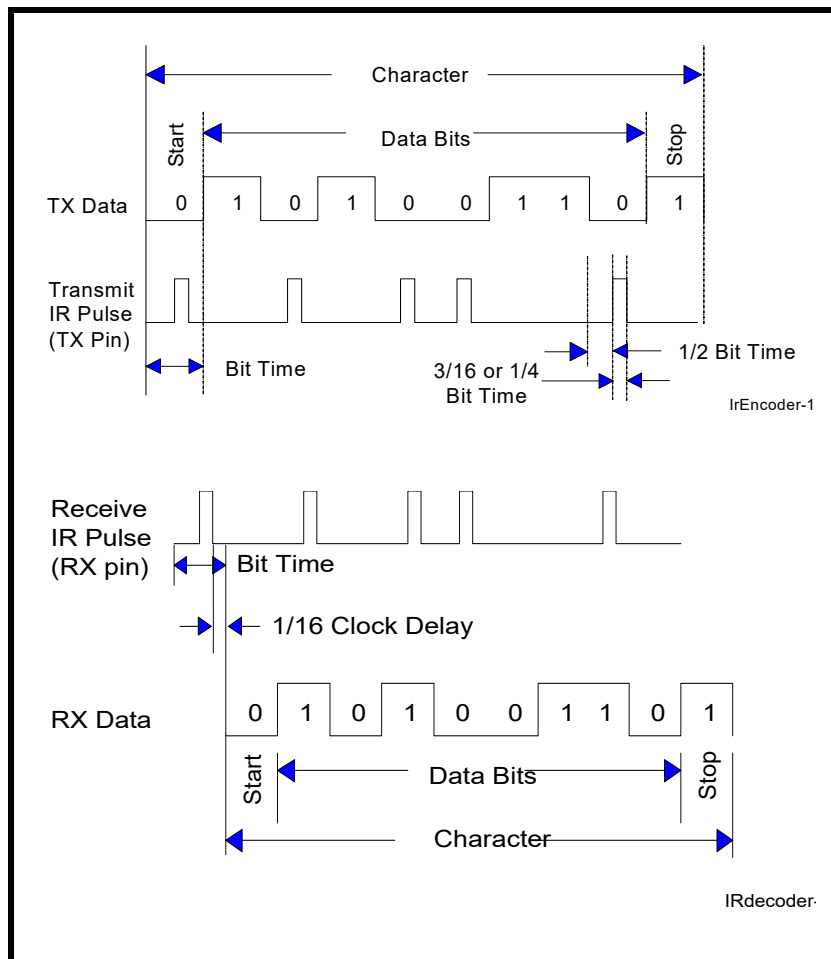 Character
Start
Data Bits
Stop
TX Data
0 1 0 1 0 0 1 1 0 1
Transmit
IR Pulse
(TX Pin)
Bit Time
3/16 or 1/4
Bit Time
1/2 Bit Time
IrEncoder-1
Receive
IR Pulse
(RX pin)
Bit Time
1/16 Clock Delay
RX Data
0 1 0 1 0 0 1 1 0 1
Start
Data Bits
Stop
Character
IRdecoder-